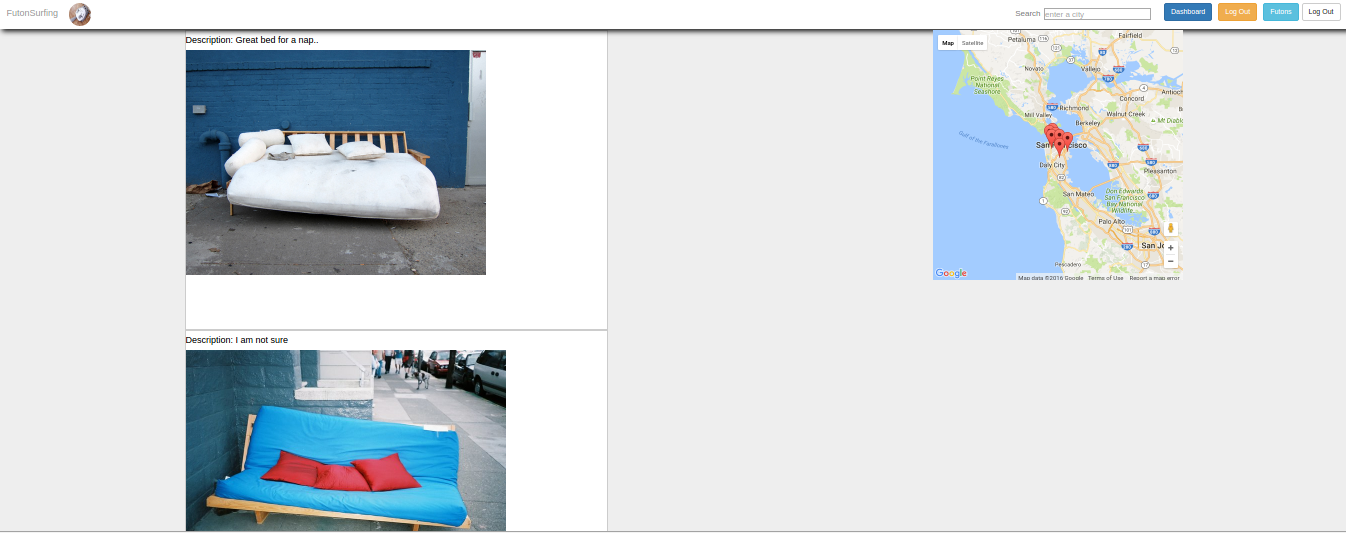 FutonSurfing
Search enter a city Dashboard Log Out Futons Log Out
Description: Great bed for a nap..
Description: I am not sure
Map Satellite
Petaluma
Fairfield
Novato
Vallejo
Point Reyes
National
Seashore
Concord
Antioch
Richmond
Mill Valley
Walnut Creek
Mt Diablo
Berkeley
Gulf of the Farallones
Daly City
Pleasanton
San Mateo
Don Edwards
San Francisco
Bay National
Wildlife...
Palo Alto
San Jo
Pescadero
Google
Map data ©2016 Google Terms of Use Report a map error